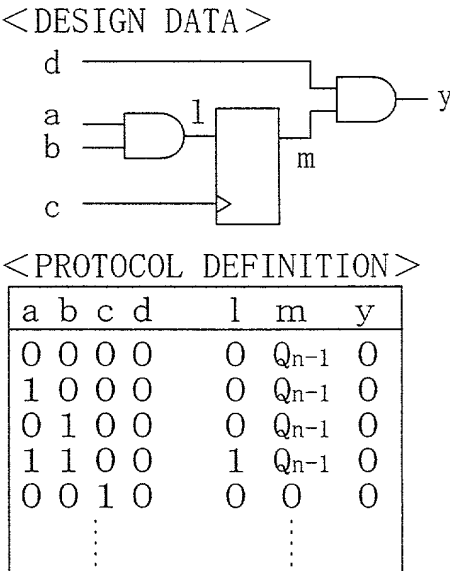 <DESIGN DATA>
d
y
a
l
b
m
c
<PROTOCOL DEFINITION>
a b c d l m y
0 0 0 0 0 Qn-1 0
1 0 0 0 0 Qn-1 0
0 1 0 0 0 Qn-1 0
1 1 0 0 1 Qn-1 0
0 0 1 0 0 0 0